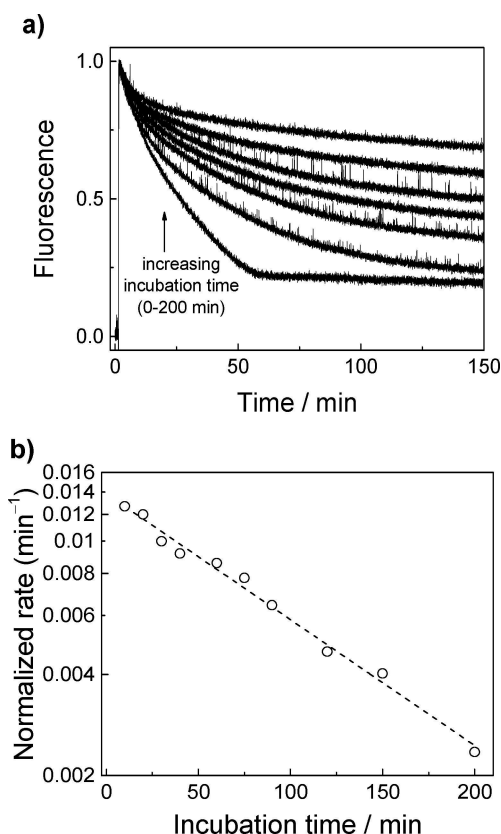 a)
1.0
0.5
0.0
Fluorescence
increasing
incubation time
(0-200 min)
0 50 100 150
Time / min
b)
0.016
0.014
0.012
0.01
0.008
0.006
0.004
0.002
Normalized rate (min⁻¹)
0 50 100 150 200
Incubation time / min